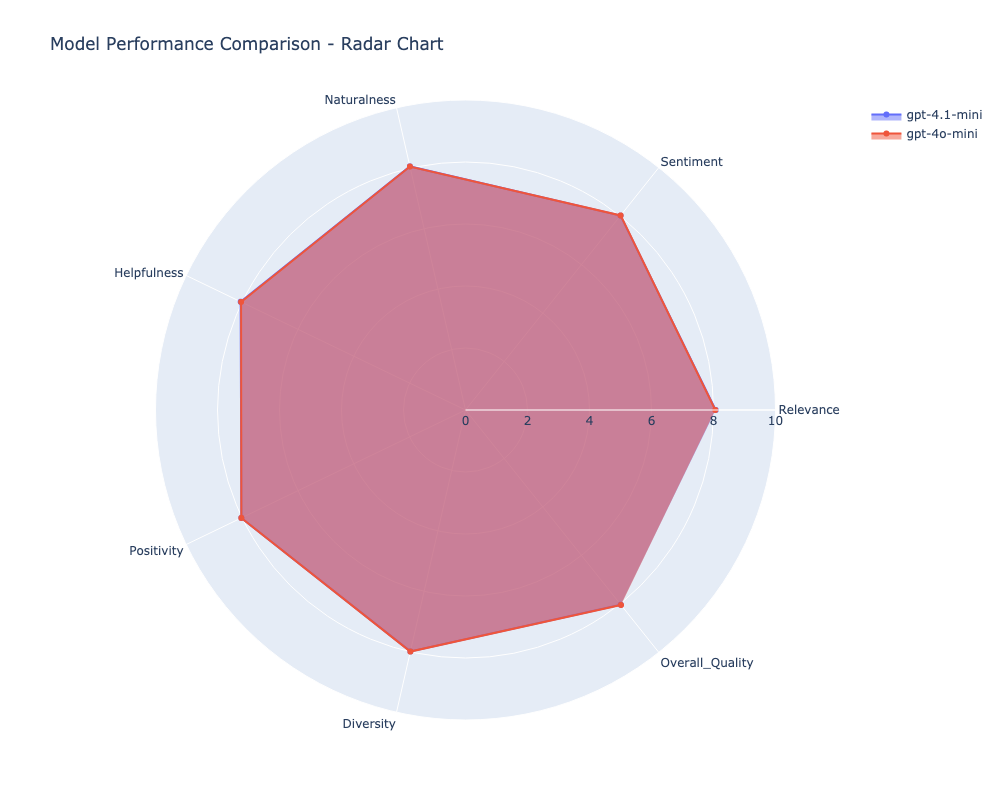 Model Performance Comparison - Radar Chart
gpt-4.1-mini
gpt-4o-mini
Naturalness
Sentiment
Helpfulness
Relevance
0 2 4 6 8 10
Positivity
Overall_Quality
Diversity